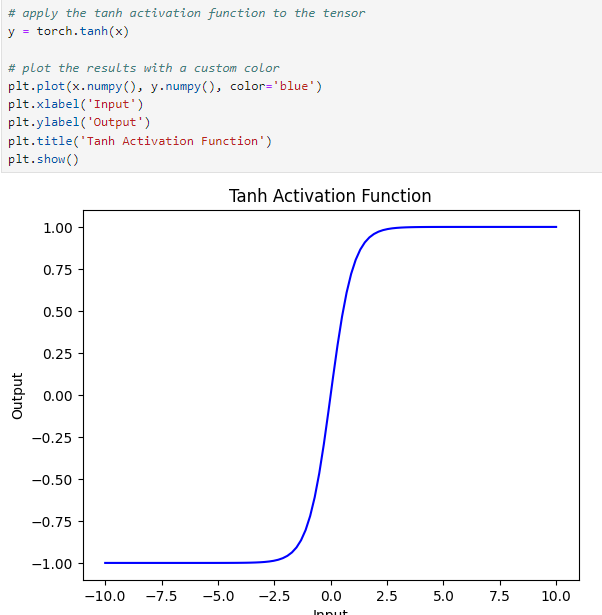 # apply the tanh activation function to the tensor
y = torch.tanh(x)
# plot the results with a custom color
plt.plot(x.numpy(), y.numpy(), color='blue')
plt.xlabel('Input')
plt.ylabel('Output')
plt.title('Tanh Activation Function')
plt.show()
Tanh Activation Function
1.00
0.75
0.50
0.25
0.00
−0.25
−0.50
−0.75
−1.00
Output
−10.0 −7.5 −5.0 −2.5 0.0 2.5 5.0 7.5 10.0
Input